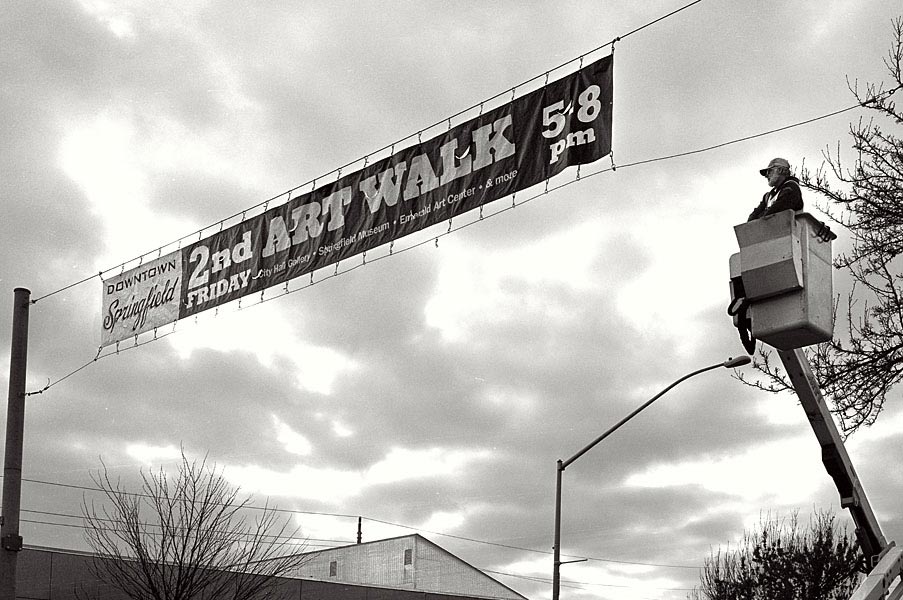 DOWNTOWN
Springfield
2nd
FRIDAY
ART WALK
City Hall Gallery • Springfield Museum • Emerald Art Center • & more
5-8
pm